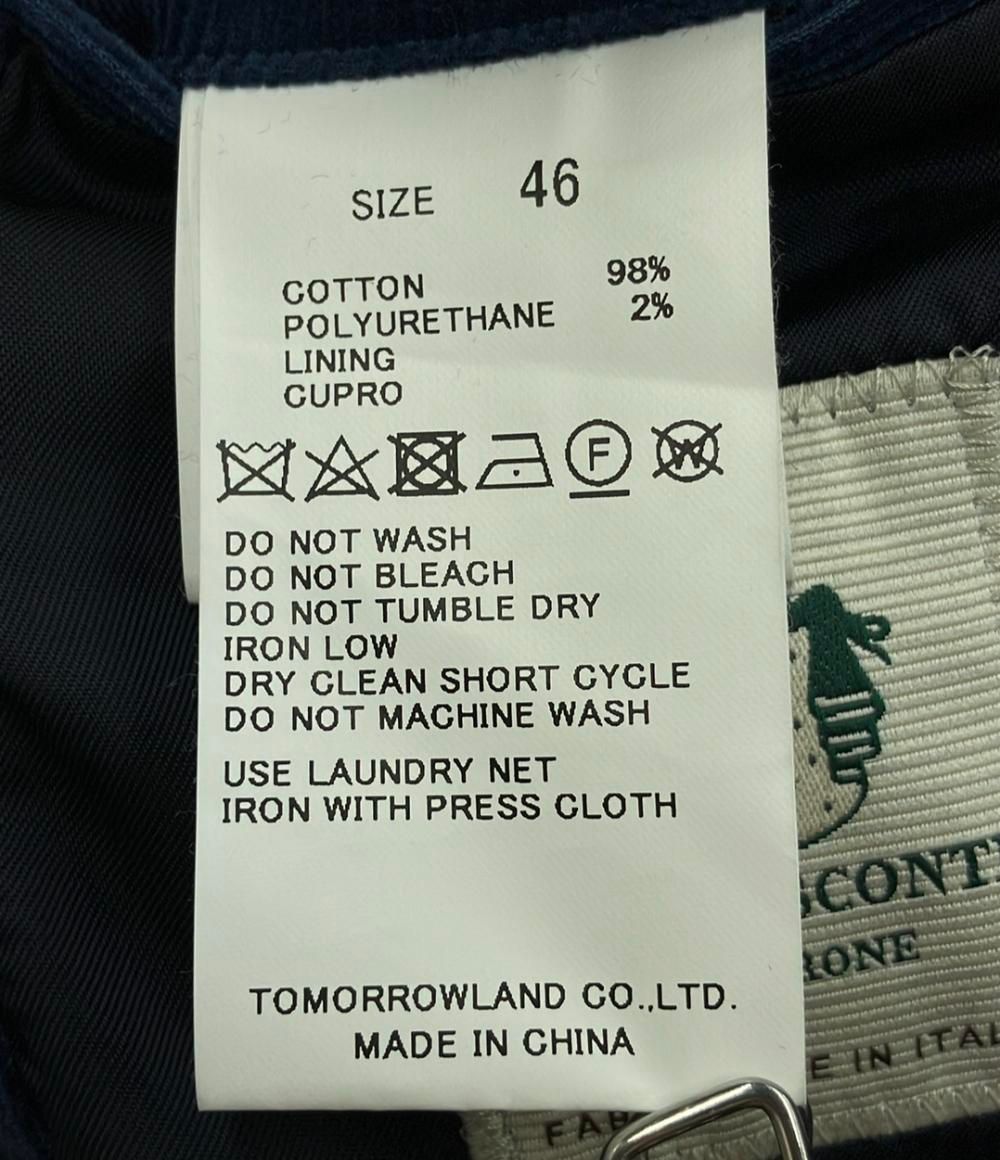 SIZE 46
COTTON 98%
POLYURETHANE 2%
LINING
CUPRO
F W
DO NOT WASH
DO NOT BLEACH
DO NOT TUMBLE DRY
IRON LOW
DRY CLEAN SHORT CYCLE
DO NOT MACHINE WASH
USE LAUNDRY NET
IRON WITH PRESS CLOTH
TOMORROWLAND CO.,LTD.
MADE IN CHINA
SCONT
RONE
E IN ITAL
FAB